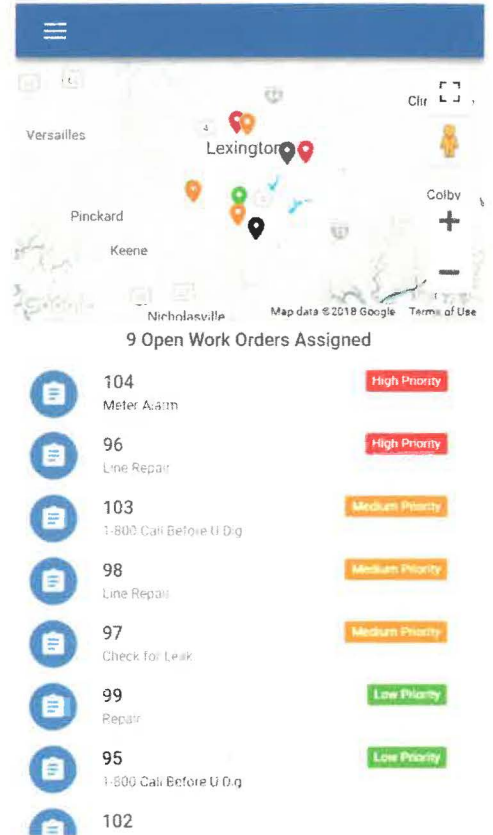 Versailles
Lexington
Pinckard
Colby
Keene
Nicholasville
Map data ©2018 Google Terms of Use
9 Open Work Orders Assigned
104 High Priority
Meter Alarm
96 High Priority
Line Repair
103 Medium Priority
1-800 Call Before U Dig
98 Medium Priority
Line Repair
97 Medium Priority
Check for Leak
99 Low Priority
Repair
95 Low Priority
1-800 Call Before U Dig
102